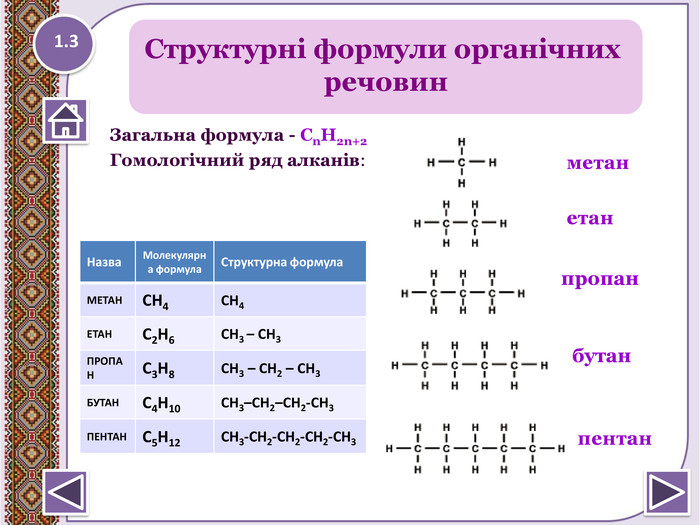 1.3
Структурні формули органічних
речовин
Загальна формула - CnH2n+2
Гомологічний ряд алканів:
Назва Молекулярн
а формула Структурна формула
МЕТАН CH4 CH4
ЕТАН C2H6 CH3 – CH3
ПРОПА
Н C3H8 CH3 – CH2 – CH3
БУТАН C4H10 CH3–CH2–CH2-CH3
ПЕНТАН C5H12 CH3-CH2-CH2-CH2-CH3
H
H C H
H
метан
H H
H C C H
H H
етан
H H H
H C C C H
H H H
пропан
H H H H
H C C C C H
H H H H
бутан
H H H H H
H C C C C C H
H H H H H
пентан